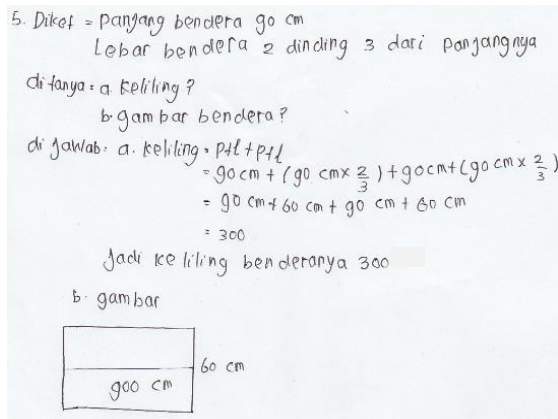 5. Diket = Panjang bendera 90 cm
Lebar bendera 2 dinding 3 dari panjangnya
ditanya = a. keliling?
b. gambar bendera?
dijawab = a. keliling = p+l+p+l
= 90 cm + (90 cm x 2/3) + 90 cm + (90 cm x 2/3)
= 90 cm + 60 cm + 90 cm + 60 cm
= 300
Jadi keliling benderanya 300
b. gambar
60 cm
900 cm